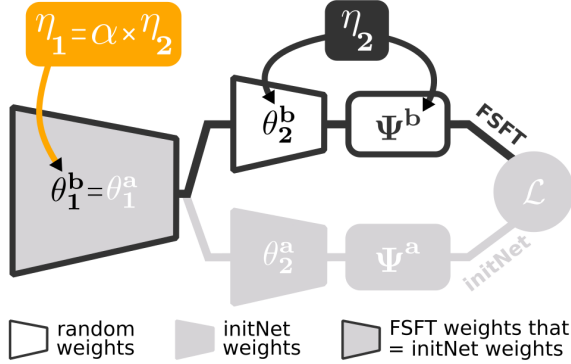 η₁ = α × η₂
η₂
θ₂ᵇ
Ψᵇ
FSFT
θ₁ᵇ = θ₁ᵃ
ℒ
θ₂ᵃ
Ψᵃ
initNet
random
weights
initNet
weights
FSFT weights that
= initNet weights